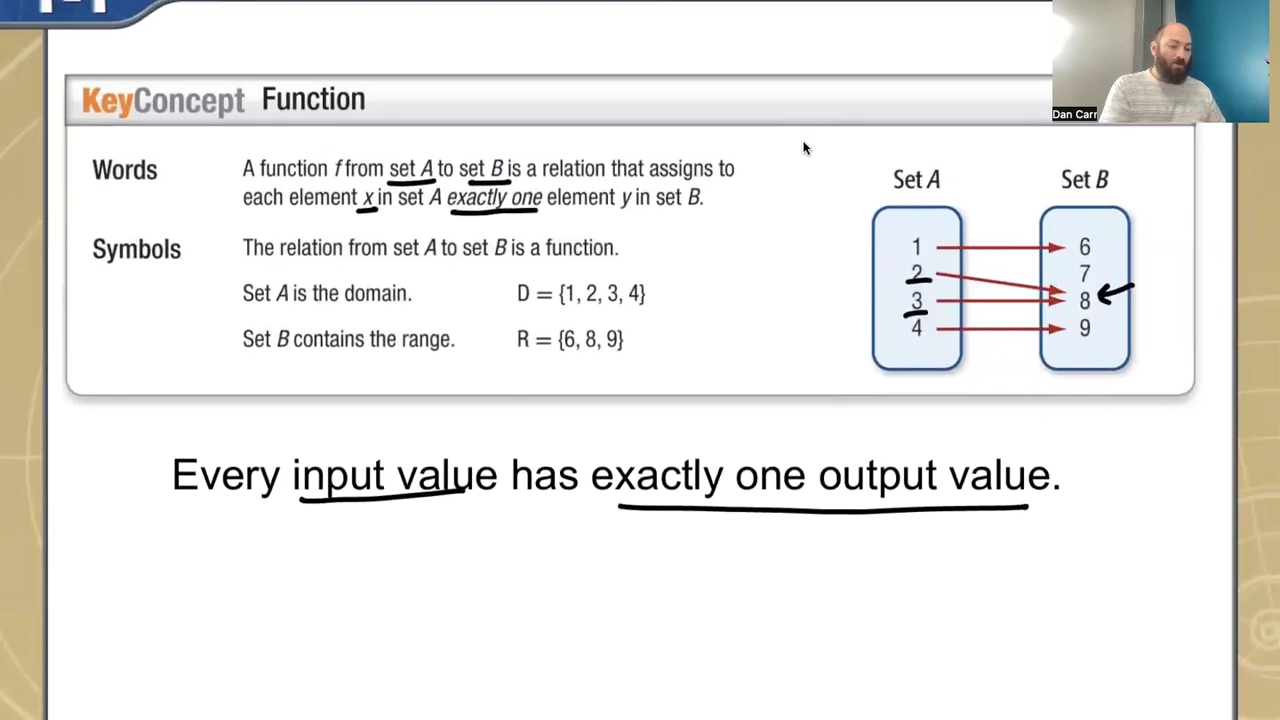 1-1
Dan Carr
KeyConcept Function
Words
A function f from set A to set B is a relation that assigns to
each element x in set A exactly one element y in set B.
Symbols
The relation from set A to set B is a function.
Set A is the domain. D = {1, 2, 3, 4}
Set B contains the range. R = {6, 8, 9}
Set A Set B
1 6
2 7
3 8
4 9
Every input value has exactly one output value.